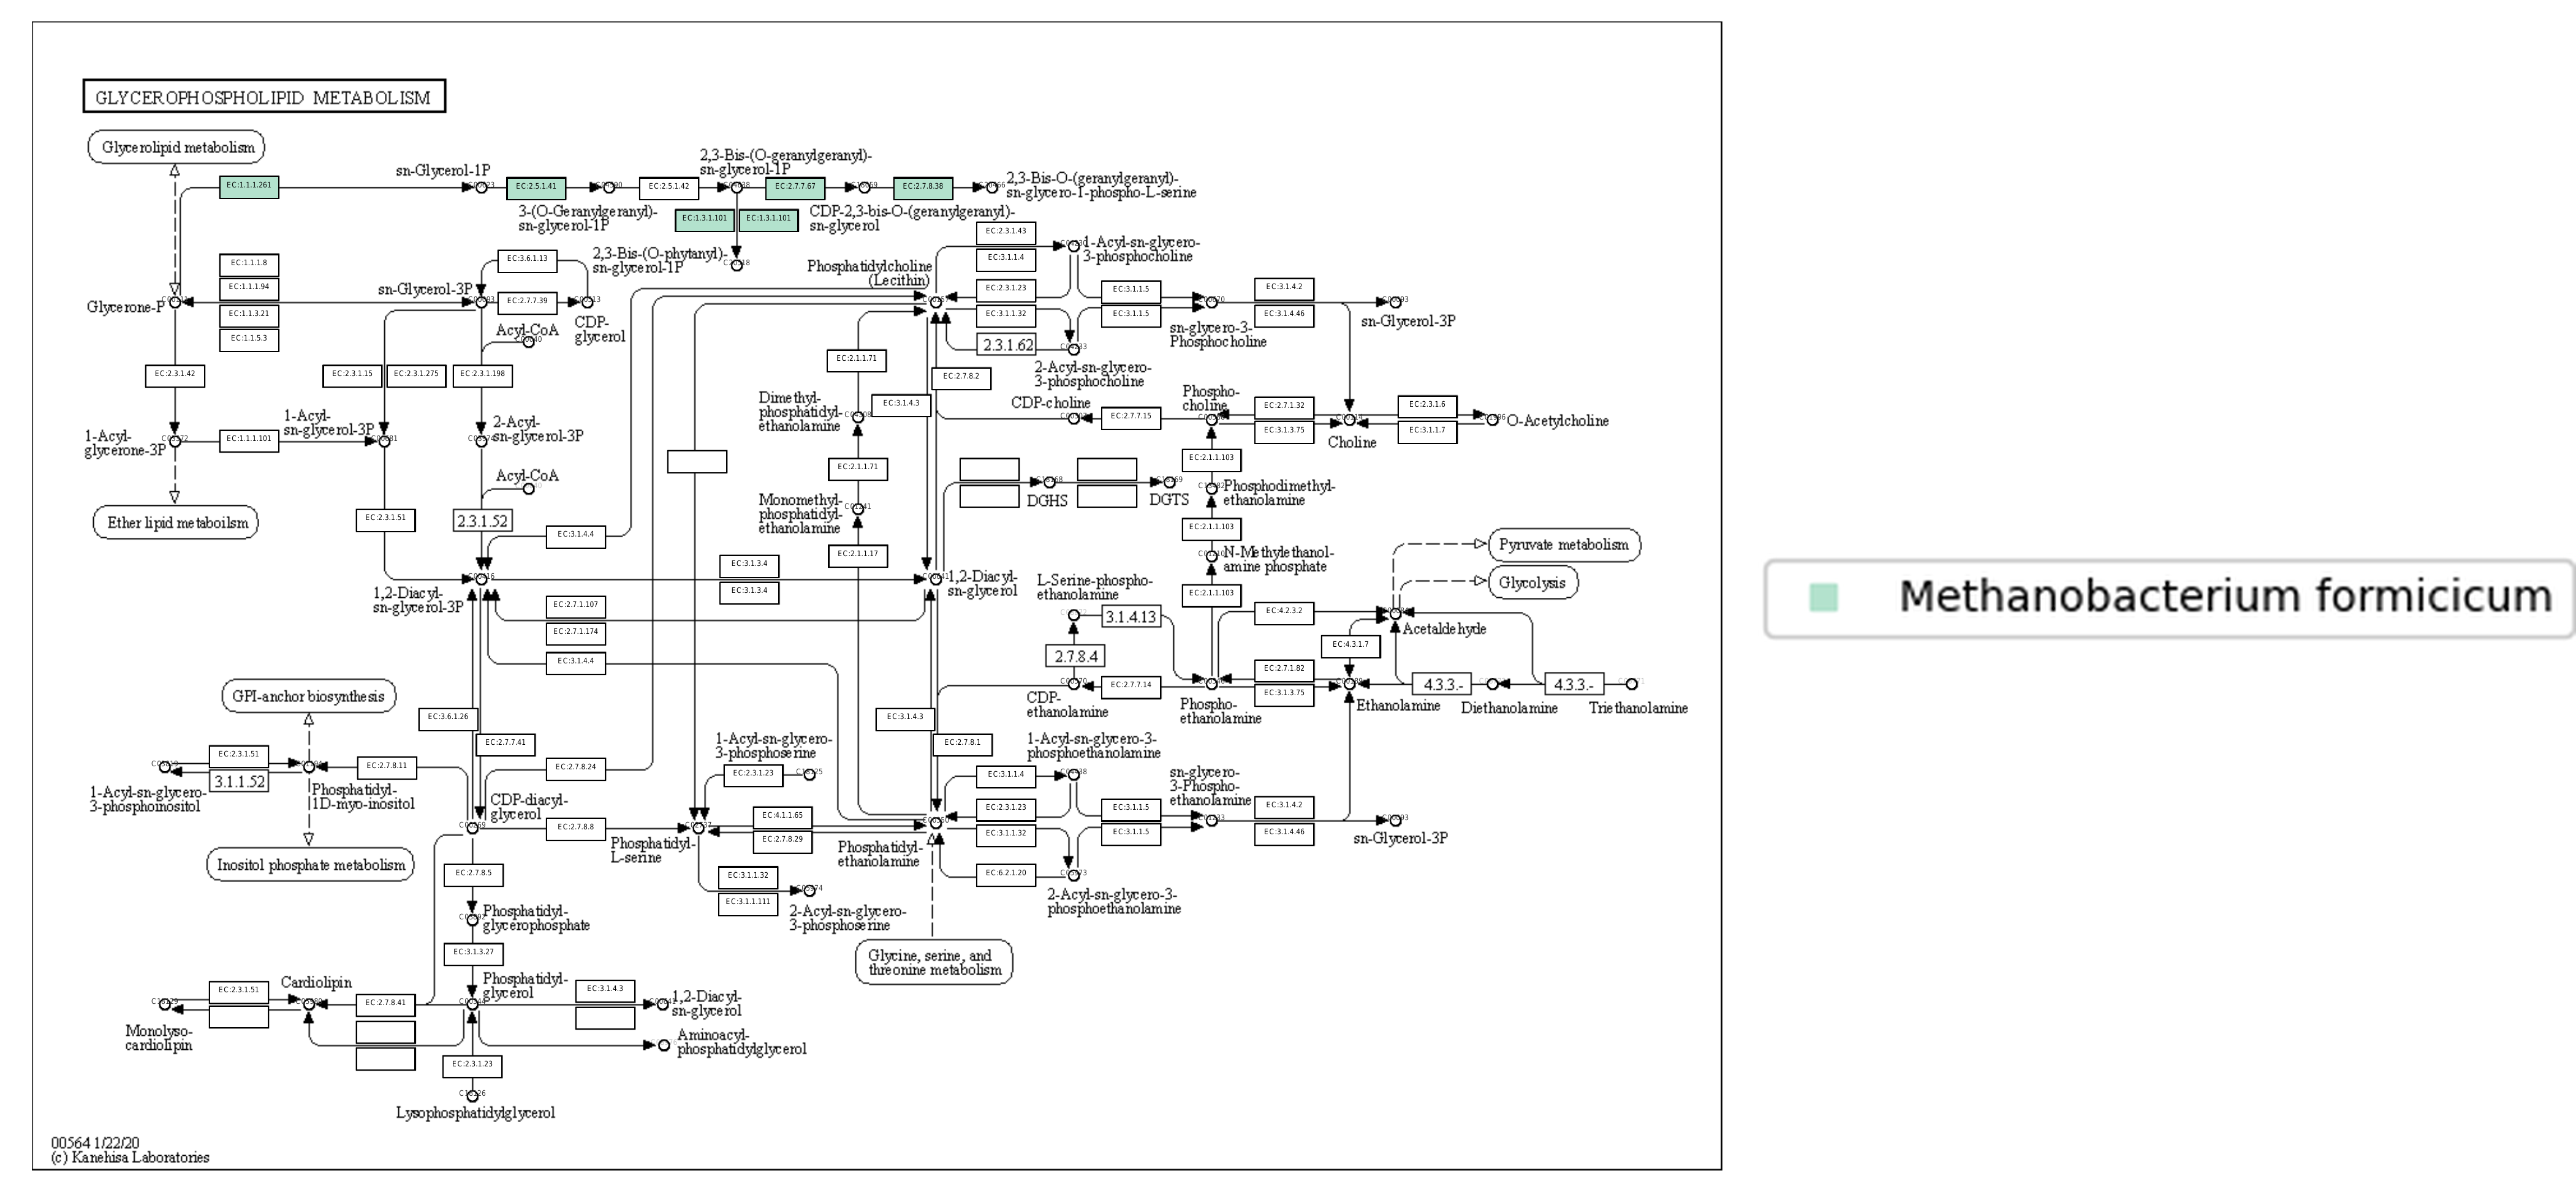 GLYCEROPHOSPHOLIPID METABOLISM
Glycerolipid metabolism
sn-Glycerol-1P
2,3-Bis-(O-geranylgeranyl)-
sn-glycerol-1P
2,3-Bis-O-(geranylgeranyl)-
sn-glycero-1-phospho-L-serine
EC:1.1.1.261
EC:2.5.1.41
EC:2.5.1.42
EC:2.7.7.67
EC:2.7.8.38
3-(O-Geranylgeranyl)-
sn-glycerol-1P
EC:1.3.1.101
EC:1.3.1.101
CDP-2,3-bis-O-(geranylgeranyl)-
sn-glycerol
2,3-Bis-(O-phytanyl)-
sn-glycerol-1P
EC:1.1.1.8
EC:1.1.1.94
EC:1.1.3.21
EC:1.1.5.3
Glycerone-P
sn-Glycerol-3P
EC:3.6.1.13
EC:2.7.7.39
CDP-
glycerol
Acyl-CoA
Phosphatidylcholine
(Lecithin)
EC:2.3.1.43
EC:3.1.1.4
1-Acyl-sn-glycero-
3-phosphocholine
EC:2.3.1.23
EC:3.1.1.32
2.3.1.62
2-Acyl-sn-glycero-
3-phosphocholine
EC:3.1.1.5
EC:3.1.1.5
sn-glycero-3-
Phosphocholine
EC:3.1.4.2
EC:3.1.4.46
sn-Glycerol-3P
EC:2.3.1.42
EC:2.3.1.15
EC:2.3.1.275
EC:2.3.1.198
EC:2.1.1.71
EC:2.7.8.2
EC:3.1.4.3
Dimethyl-
phosphatidyl-
ethanolamine
CDP-choline
EC:2.7.7.15
Phospho-
choline
EC:2.7.1.32
EC:3.1.3.75
Choline
EC:2.3.1.6
EC:3.1.1.7
O-Acetylcholine
1-Acyl-
glycerone-3P
EC:1.1.1.101
1-Acyl-
sn-glycerol-3P
2-Acyl-
sn-glycerol-3P
Acyl-CoA
EC:2.1.1.71
EC:2.1.1.103
DGHS
DGTS
Phosphodimethyl-
ethanolamine
Ether lipid metaboilsm
EC:2.3.1.51
2.3.1.52
EC:3.1.4.4
Monomethyl-
phosphatidyl-
ethanolamine
EC:2.1.1.17
EC:2.1.1.103
N-Methylethanol-
amine phosphate
Pyruvate metabolism
Glycolysis
EC:3.1.3.4
EC:3.1.3.4
1,2-Diacyl-
sn-glycerol-3P
1,2-Diacyl-
sn-glycerol
EC:2.7.1.107
EC:2.7.1.174
EC:3.1.4.4
L-Serine-phospho-
ethanolamine
3.1.4.13
EC:2.1.1.103
EC:4.2.3.2
Acetaldehyde
EC:4.3.1.7
2.7.8.4
EC:2.7.7.14
EC:2.7.1.82
EC:3.1.3.75
4.3.3.-
4.3.3.-
CDP-
ethanolamine
Phospho-
ethanolamine
Ethanolamine
Diethanolamine
Triethanolamine
Methanobacterium formicicum
GPI-anchor biosynthesis
EC:3.6.1.26
EC:2.7.7.41
EC:3.1.4.3
EC:2.7.8.1
EC:2.3.1.51
3.1.1.52
EC:2.7.8.11
EC:2.7.8.24
1-Acyl-sn-glycero-
3-phosphoinositol
Phosphatidyl-
1D-myo-inositol
CDP-diacyl-
glycerol
1-Acyl-sn-glycero-
3-phosphoserine
EC:2.3.1.23
1-Acyl-sn-glycero-3-
phosphoethanolamine
EC:3.1.1.4
EC:2.3.1.23
EC:3.1.1.32
EC:6.2.1.20
sn-glycero-
3-Phospho-
ethanolamine
EC:3.1.1.5
EC:3.1.1.5
EC:3.1.4.2
EC:3.1.4.46
sn-Glycerol-3P
EC:2.7.8.8
EC:4.1.1.65
EC:2.7.8.29
Phosphatidyl-
L-serine
Phosphatidyl-
ethanolamine
Inositol phosphate metabolism
EC:2.7.8.5
EC:3.1.1.32
EC:3.1.1.111
2-Acyl-sn-glycero-
3-phosphoserine
2-Acyl-sn-glycero-3-
phosphoethanolamine
Phosphatidyl-
glycerophosphate
EC:3.1.3.27
Glycine, serine, and
threonine metabolism
Cardiolipin
Phosphatidyl-
glycerol
EC:2.3.1.51
EC:2.7.8.41
EC:3.1.4.3
1,2-Diacyl-
sn-glycerol
Monolyso-
cardiolipin
Aminoacyl-
phosphatidylglycerol
EC:2.3.1.23
Lysophosphatidylglycerol
00564 1/22/20
(c) Kanehisa Laboratories